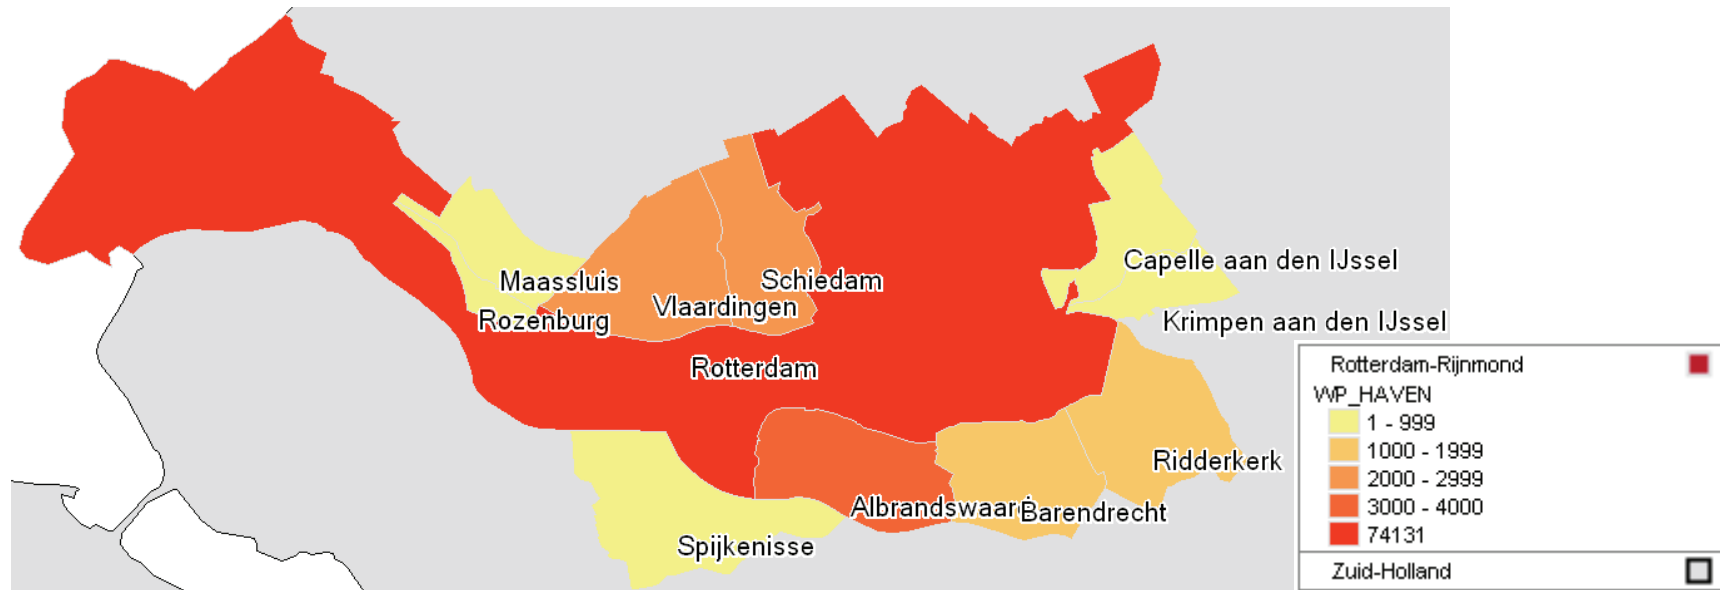 Maassluis
Rozenburg
Vlaardingen
Schiedam
Capelle aan den IJssel
Krimpen aan den IJssel
Rotterdam
Ridderkerk
Albrandswaard
Barendrecht
Spijkenisse
Rotterdam-Rijnmond
WP_HAVEN
1 - 999
1000 - 1999
2000 - 2999
3000 - 4000
74131
Zuid-Holland